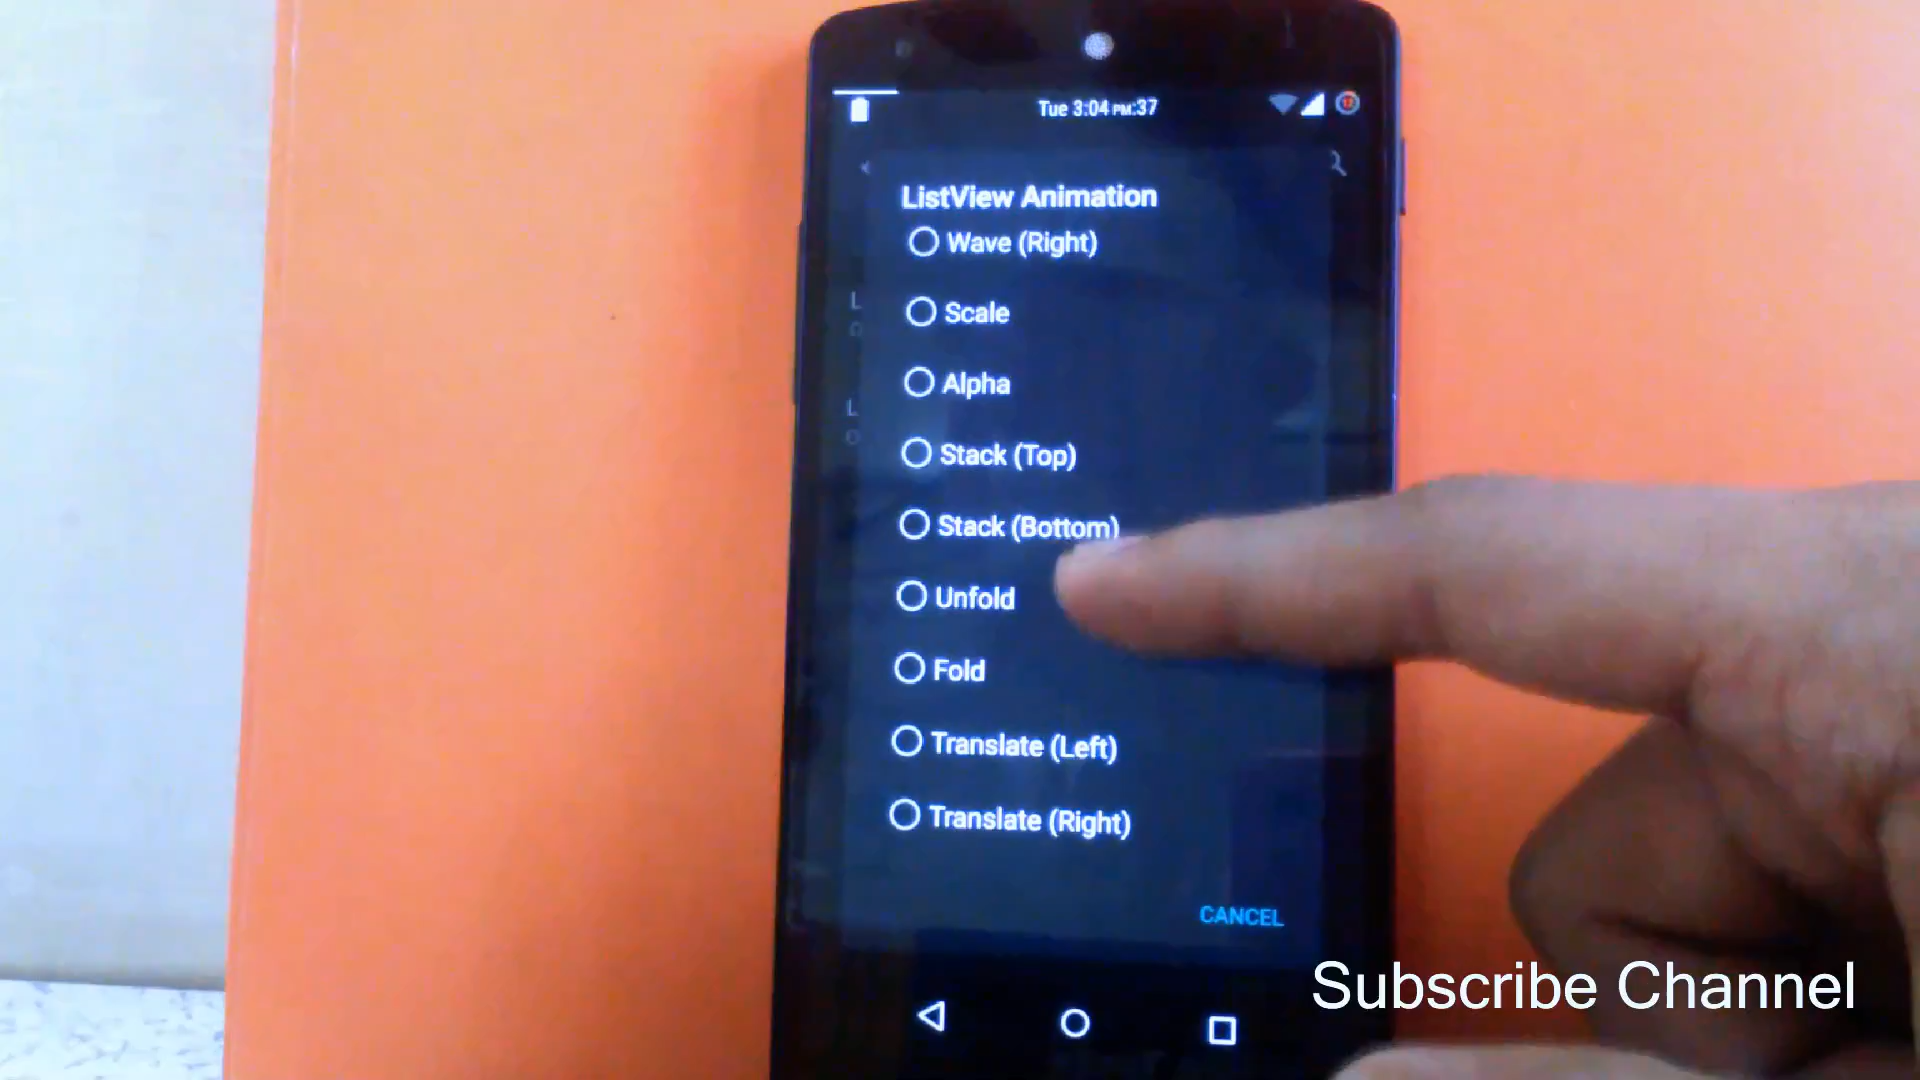 Tue 3:04 PM:37
ListView Animation
Wave (Right)
Scale
Alpha
Stack (Top)
Stack (Bottom)
Unfold
Fold
Translate (Left)
Translate (Right)
CANCEL
Subscribe Channel